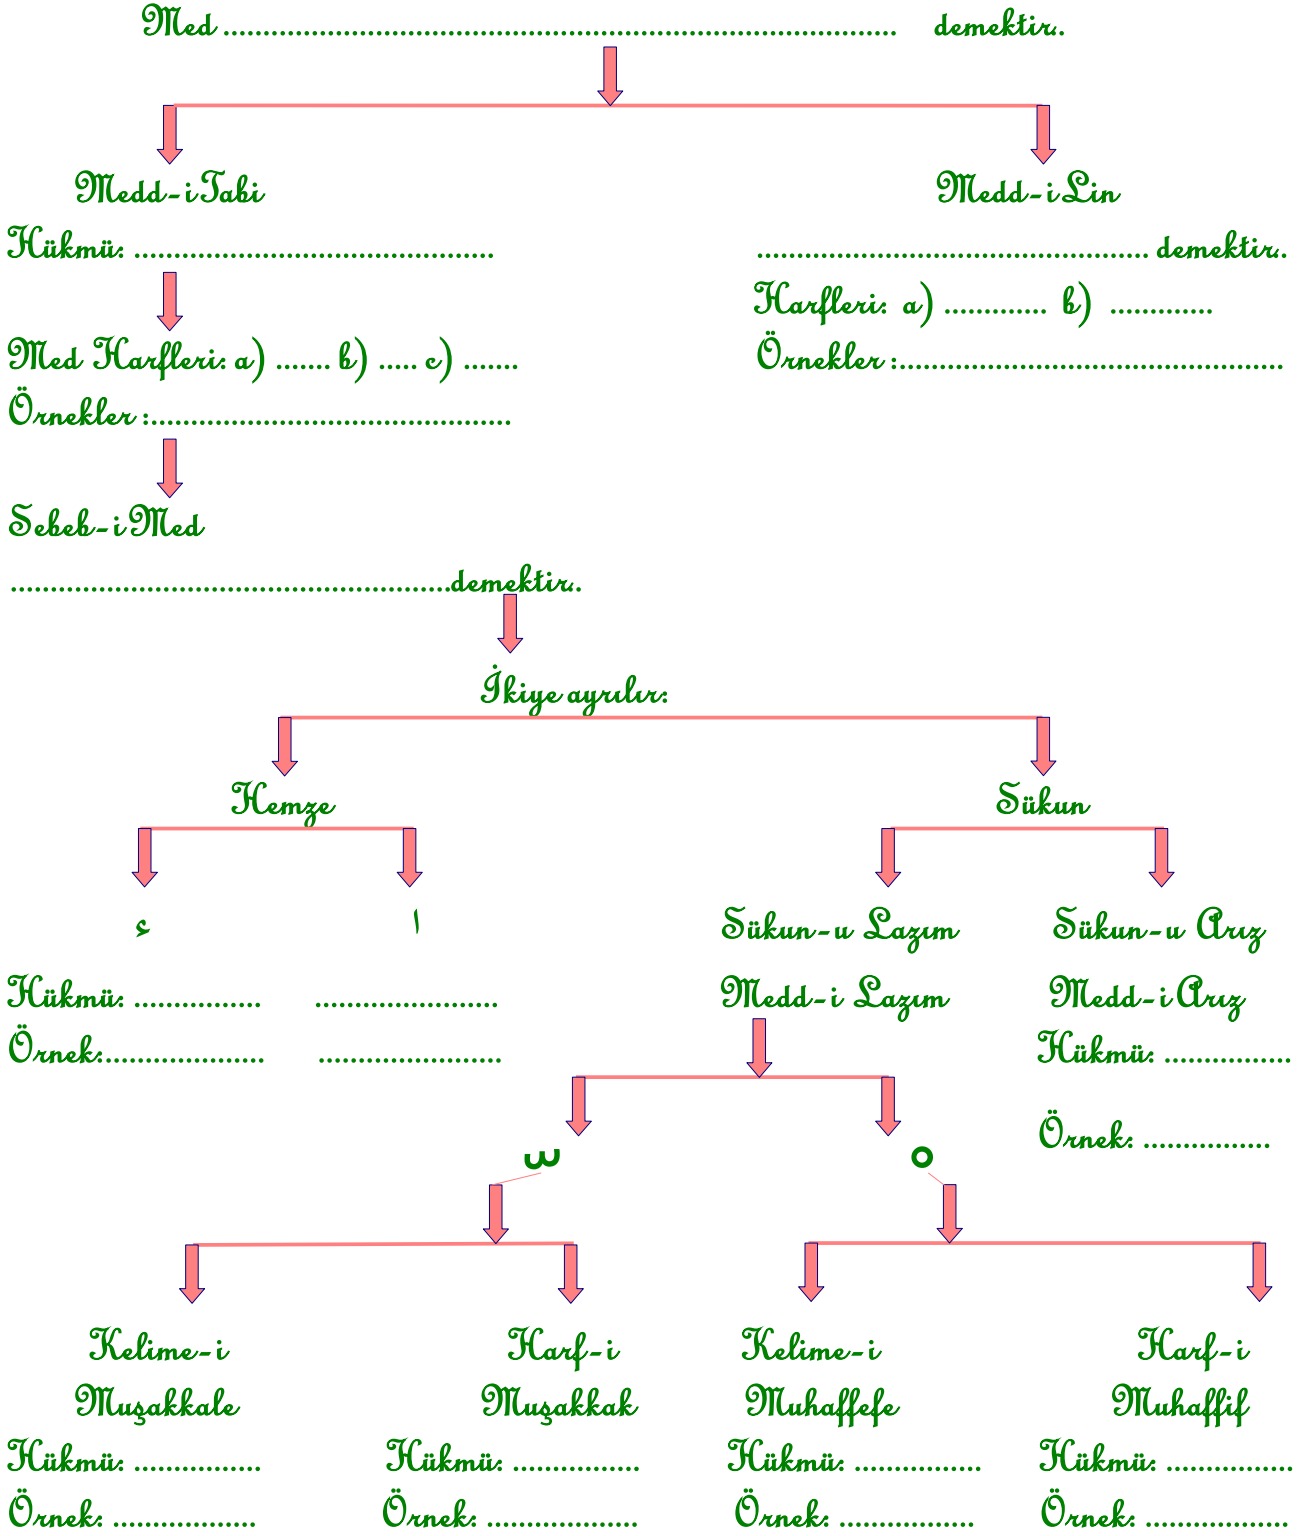 Med .................................................................................... demektir..
Medd-i Tabi Medd-i Lin
Hükmü: ............................................. ................................................. demektir..
Harfleri: a) ............. b) .............
Med Harfleri: a) ....... b) ..... c) ....... Örnekler :................................................
Örnekler :.............................................
Sebeb-i Med
.......................................................demektir..
İkiye ayrılır:
Hemze Sükun
ء ا Sükun-u Lazım Sükun-u Arız
Hükmü: ................ ....................... Medd-i Lazım Medd-i Arız
Örnek:.................... ....................... Hükmü: ................
Örnek: ................
ّ ْ
Kelime-i Harf-i Kelime-i Harf-i
Muşakkale Muşakkak Muhaffefe Muhaffif
Hükmü: ................ Hükmü: ................ Hükmü: ................ Hükmü: ................
Örnek: .................. Örnek: ................... Örnek: ................. Örnek: ..................